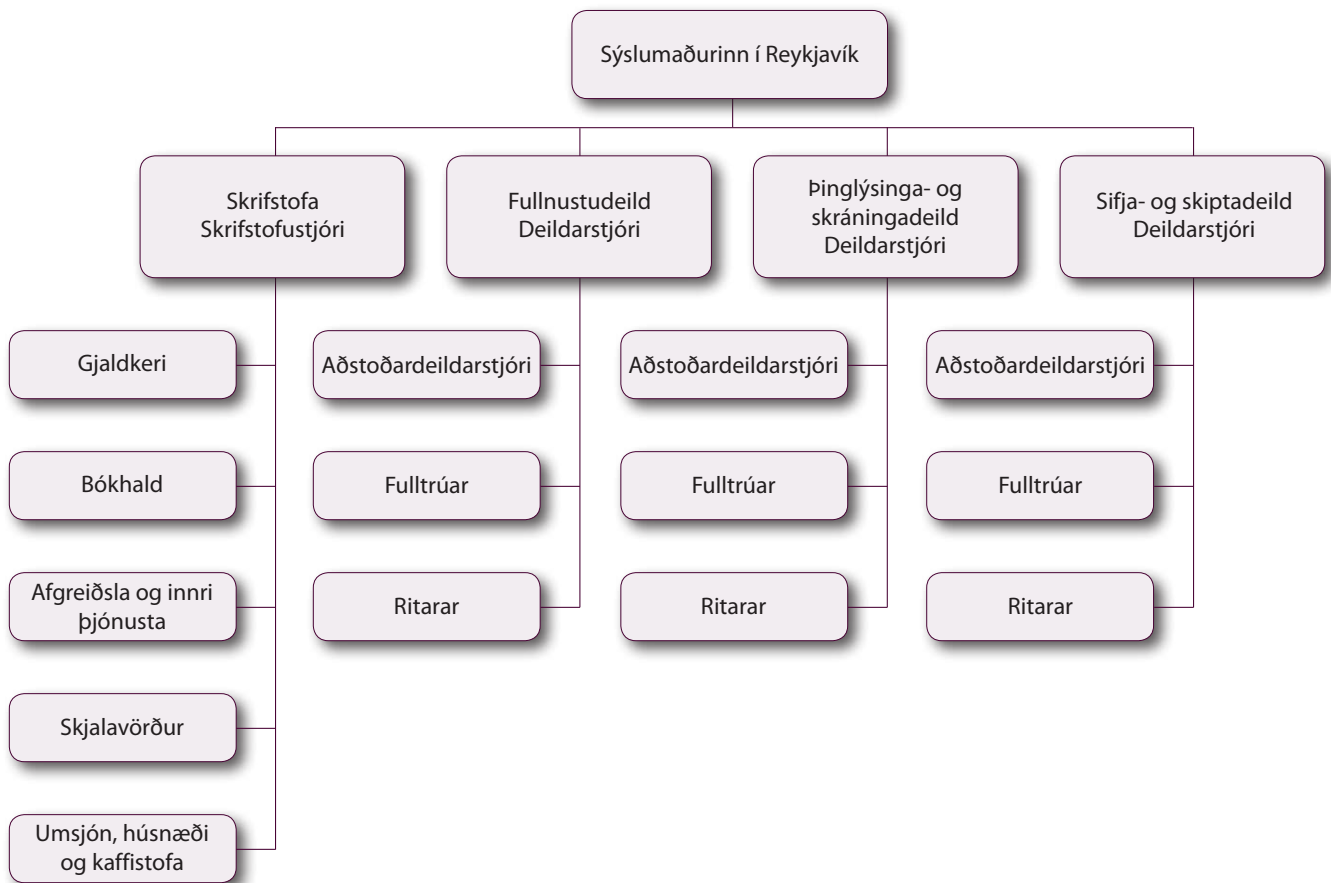 Sýslumaðurinn í Reykjavík
Skrifstofa
Skrifstofustjóri
Fullnustudeild
Deildarstjóri
Þinglýsinga- og
skráningadeild
Deildarstjóri
Sifja- og skiptadeild
Deildarstjóri
Gjaldkeri
Aðstoðardeildarstjóri
Aðstoðardeildarstjóri
Aðstoðardeildarstjóri
Bókhald
Fulltrúar
Fulltrúar
Fulltrúar
Afgreiðsla og innri
þjónusta
Ritarar
Ritarar
Ritarar
Skjalavörður
Umsjón, húsnæði
og kaffistofa